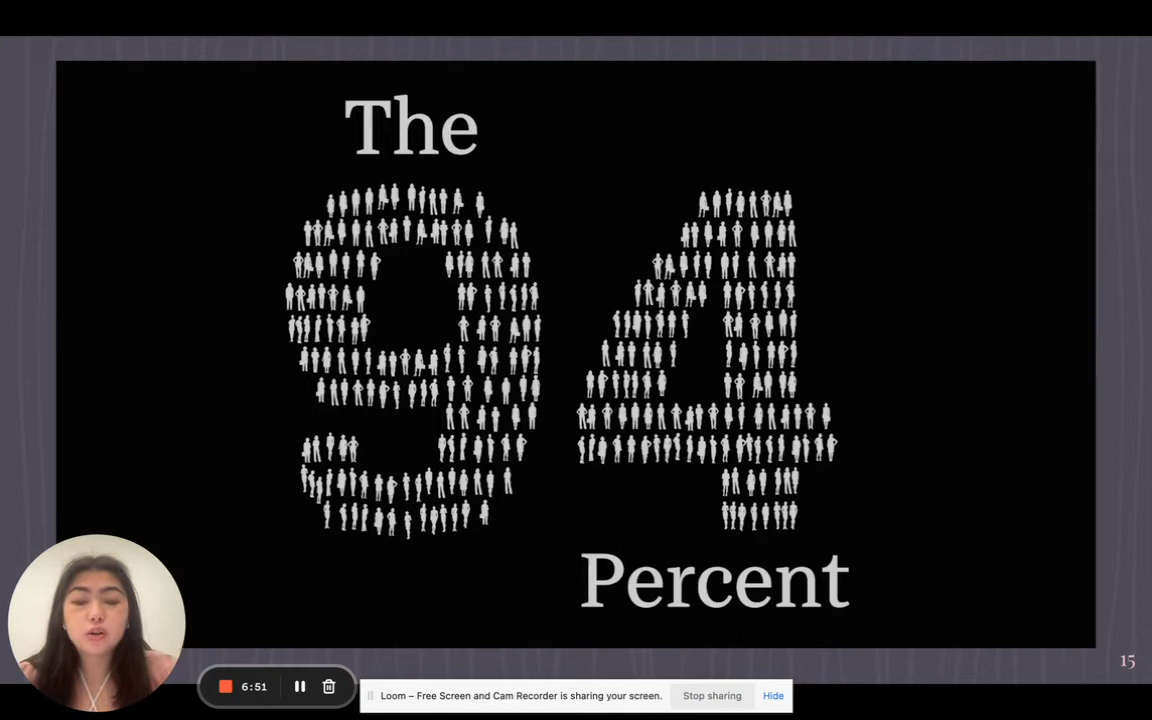 The
94
Percent
15
6:51
Loom – Free Screen and Cam Recorder is sharing your screen. Stop sharing Hide